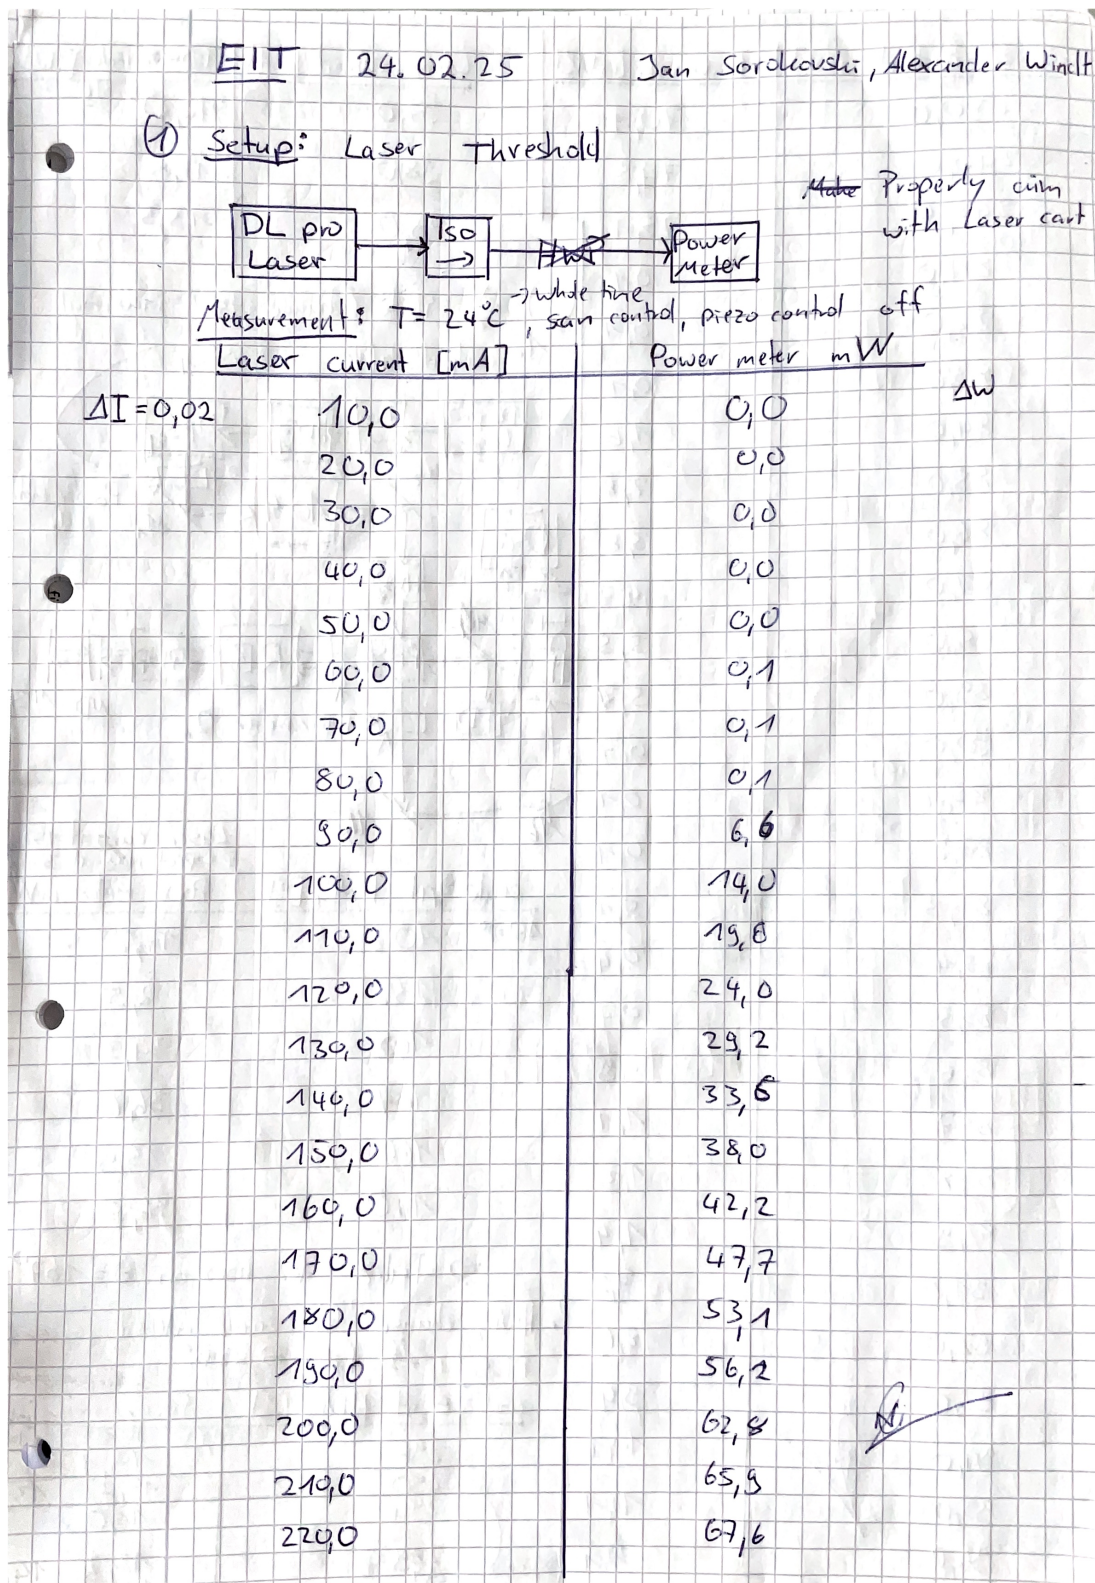 EIT 24.02.25 Jan Sorokovski, Alexander Windt
① Setup: Laser Threshold
Properly aim
with Laser cart
DL pro
Laser
Iso
→
Power
Meter
→ whole time
Measurement: T = 24°C, scan control, piezo control off
Laser current [mA] Power meter mW
ΔI = 0,02 10,0 0,0 ΔW
20,0 0,0
30,0 0,0
40,0 0,0
50,0 0,0
60,0 0,1
70,0 0,1
80,0 0,1
90,0 6,6
100,0 14,0
110,0
120,0 24,0
130,0 29,2
140,0 33,6
150,0 38,0
160,0 42,2
170,0 47,7
180,0 53,1
190,0 56,2
200,0 62,8
210,0 65,9
220,0 67,6